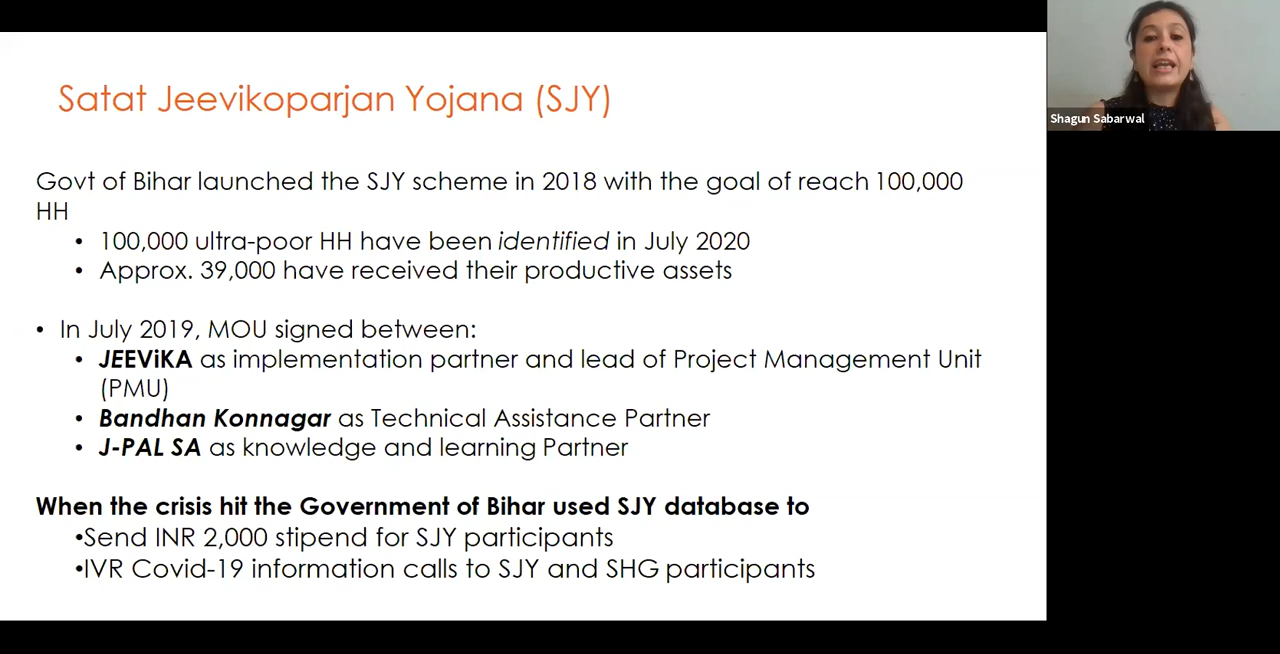 Satat Jeevikoparjan Yojana (SJY)
Shagun Sabarwal
Govt of Bihar launched the SJY scheme in 2018 with the goal of reach 100,000
HH
• 100,000 ultra-poor HH have been identified in July 2020
• Approx. 39,000 have received their productive assets
• In July 2019, MOU signed between:
• JEEViKA as implementation partner and lead of Project Management Unit
(PMU)
• Bandhan Konnagar as Technical Assistance Partner
• J-PAL SA as knowledge and learning Partner
When the crisis hit the Government of Bihar used SJY database to
•Send INR 2,000 stipend for SJY participants
•IVR Covid-19 information calls to SJY and SHG participants